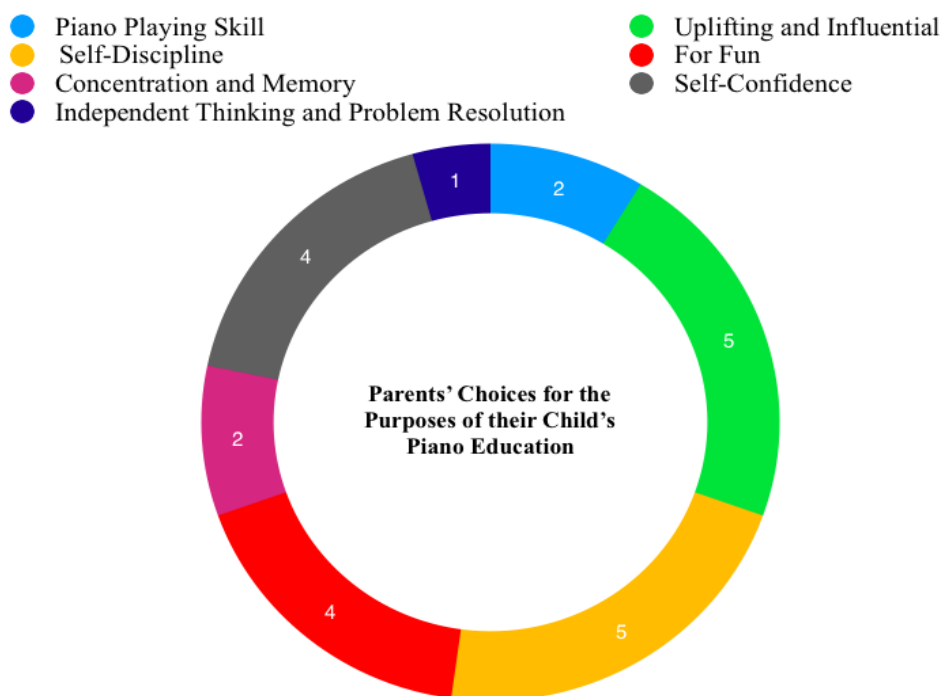 Piano Playing Skill
Uplifting and Influential
Self-Discipline
For Fun
Concentration and Memory
Self-Confidence
Independent Thinking and Problem Resolution
1
2
4
5
Parents’ Choices for the
Purposes of their Child’s
Piano Education
2
4
5